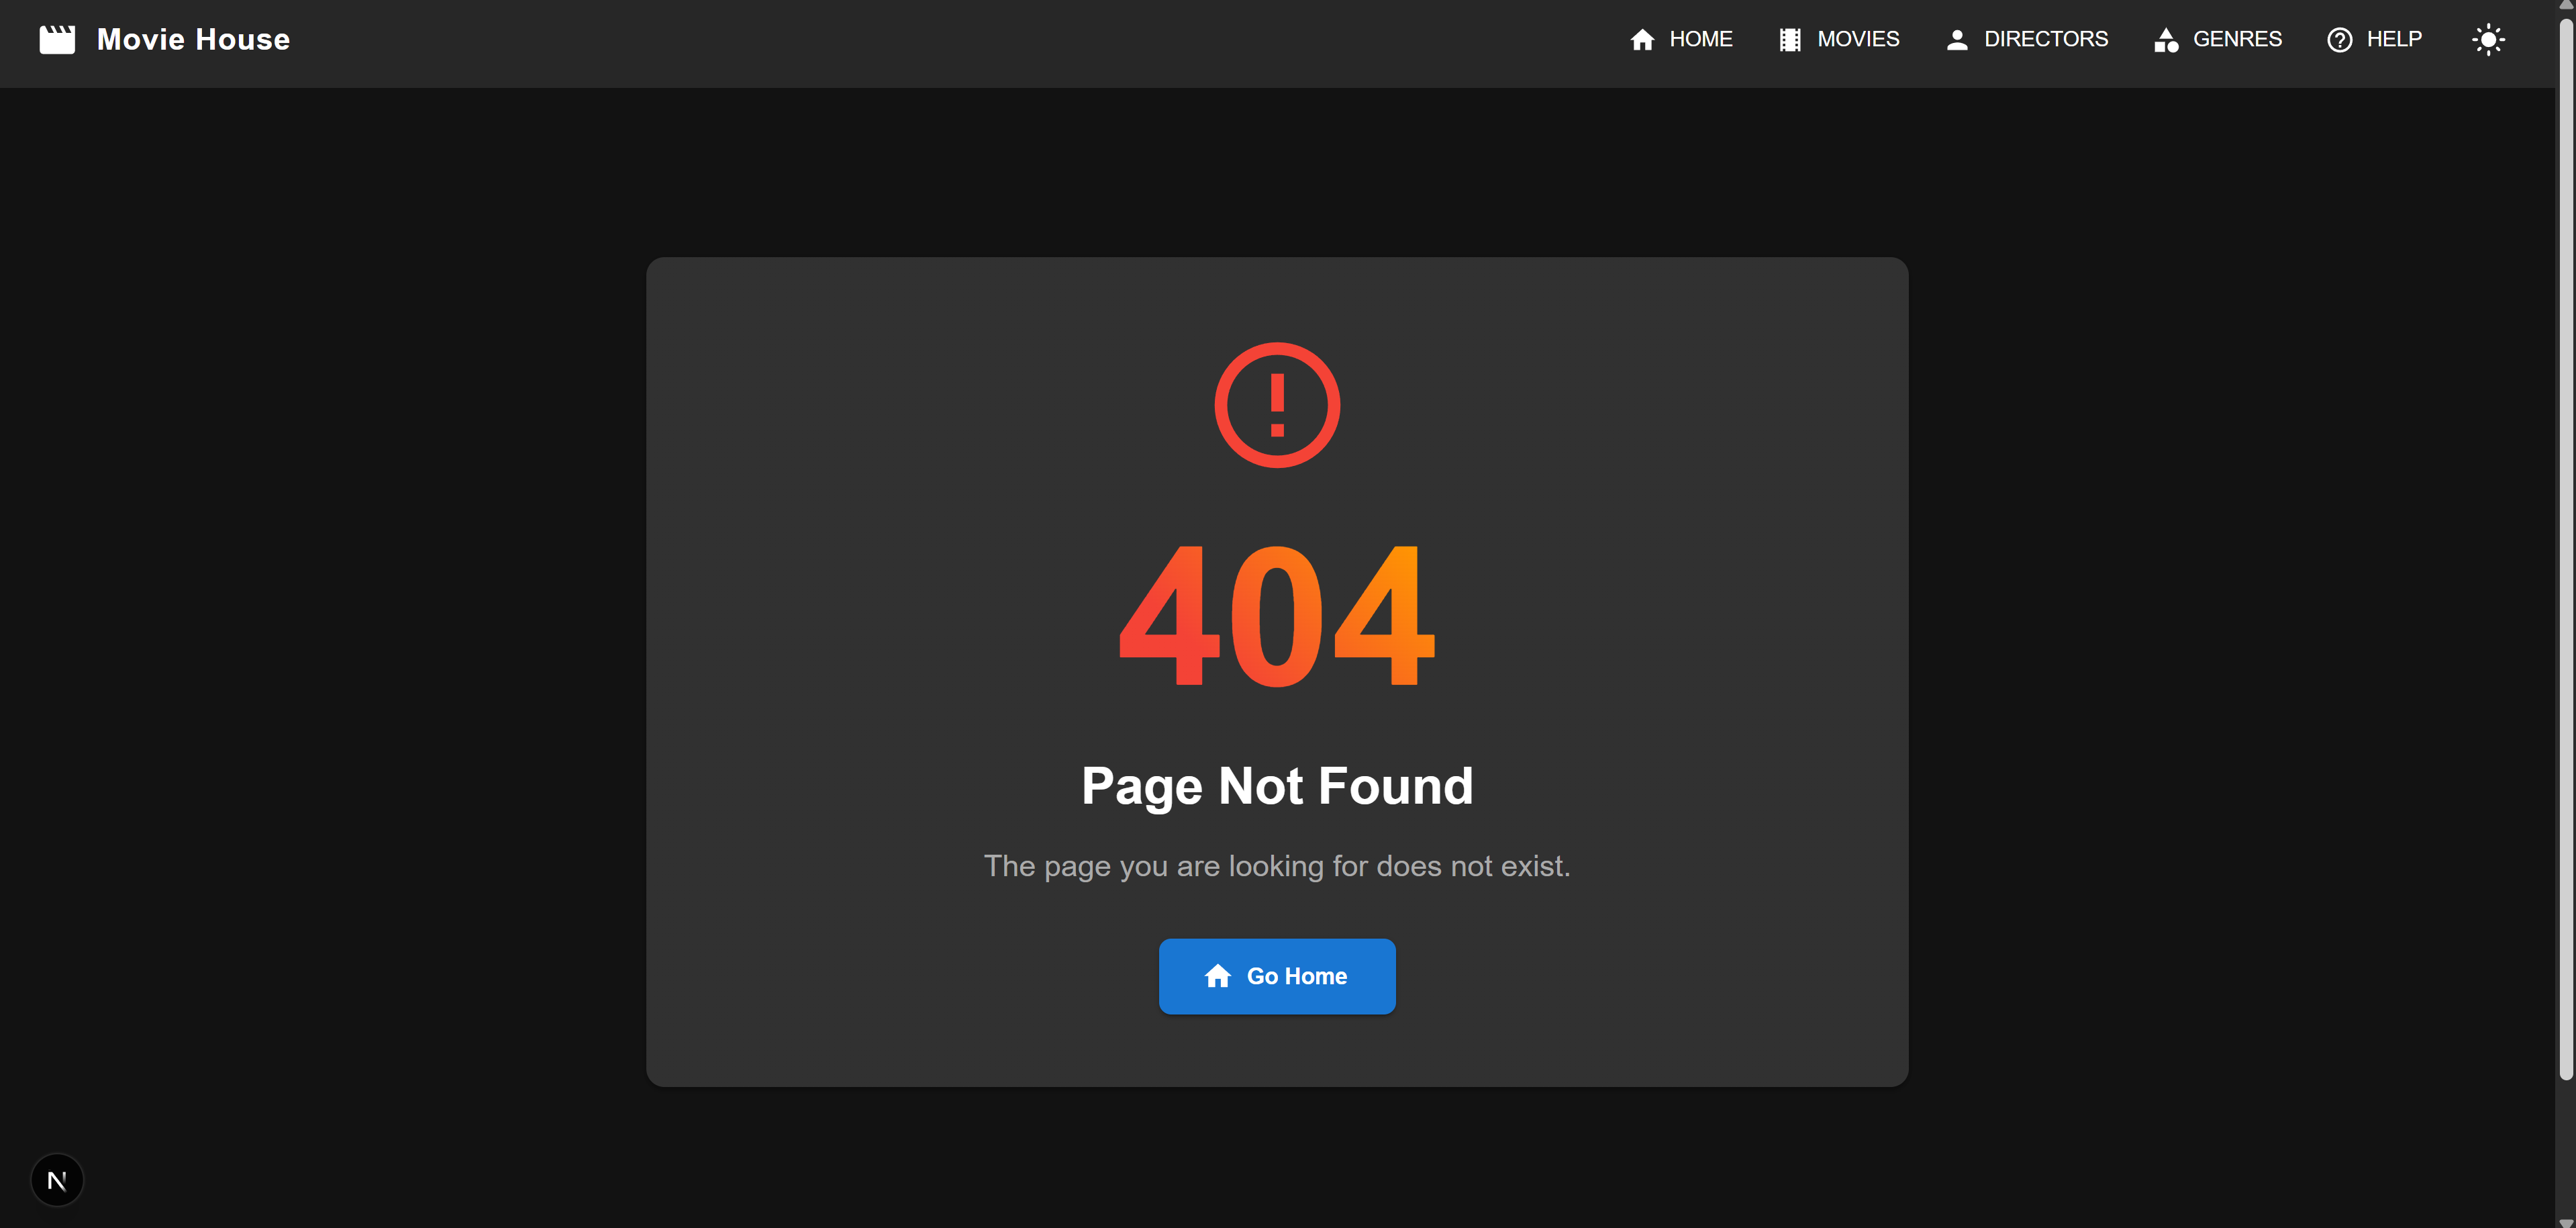 Movie House
HOME
MOVIES
DIRECTORS
GENRES
HELP
404
Page Not Found
The page you are looking for does not exist.
Go Home
N